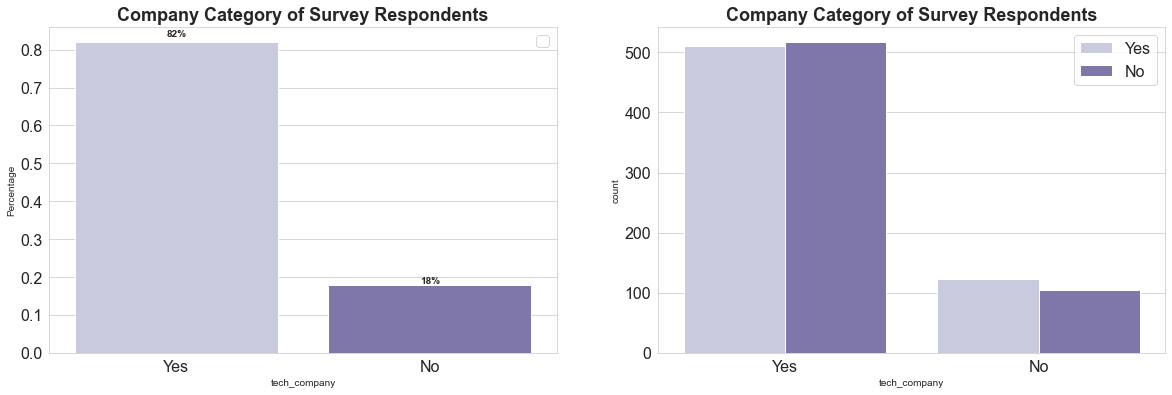 Company Category of Survey Respondents
82%
0.8
0.7
0.6
0.5
0.4
0.3
0.2
0.1
0.0
Percentage
18%
Yes No
tech_company
Company Category of Survey Respondents
Yes
No
500
400
300
200
100
0
count
Yes No
tech_company